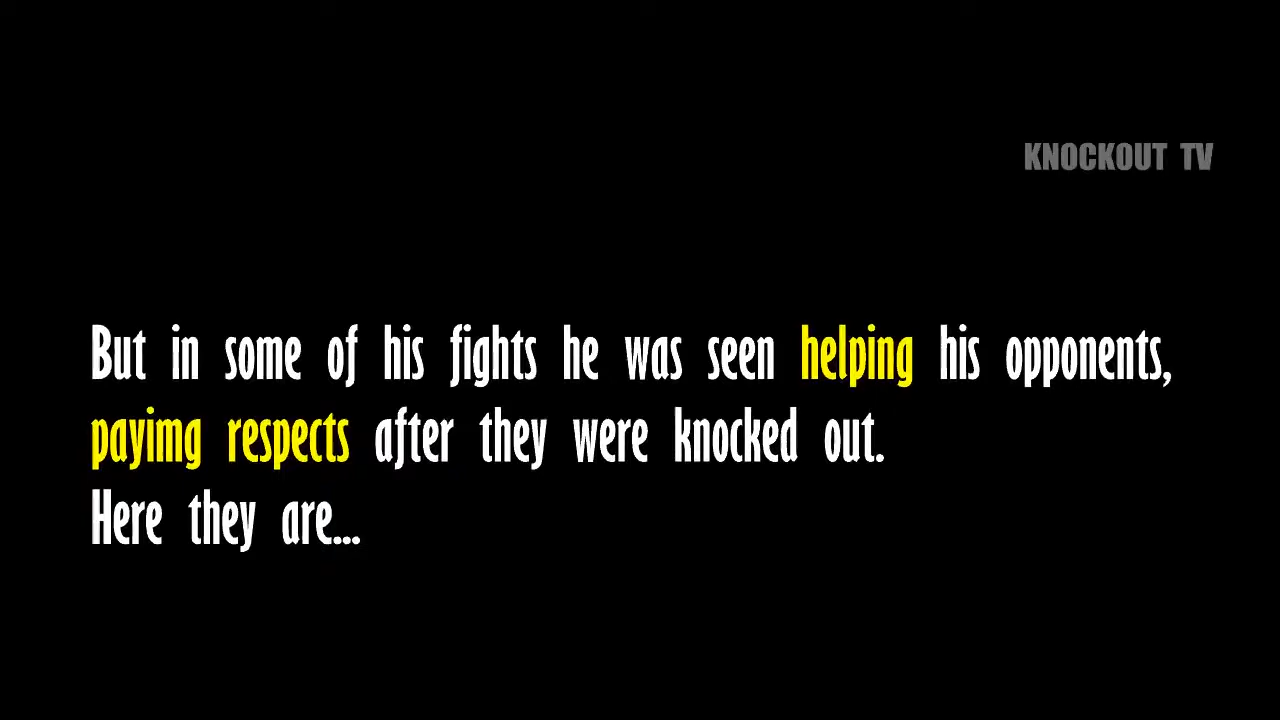 KNOCKOUT TV
But in some of his fights he was seen helping his opponents,
payimg respects after they were knocked out.
Here they are...